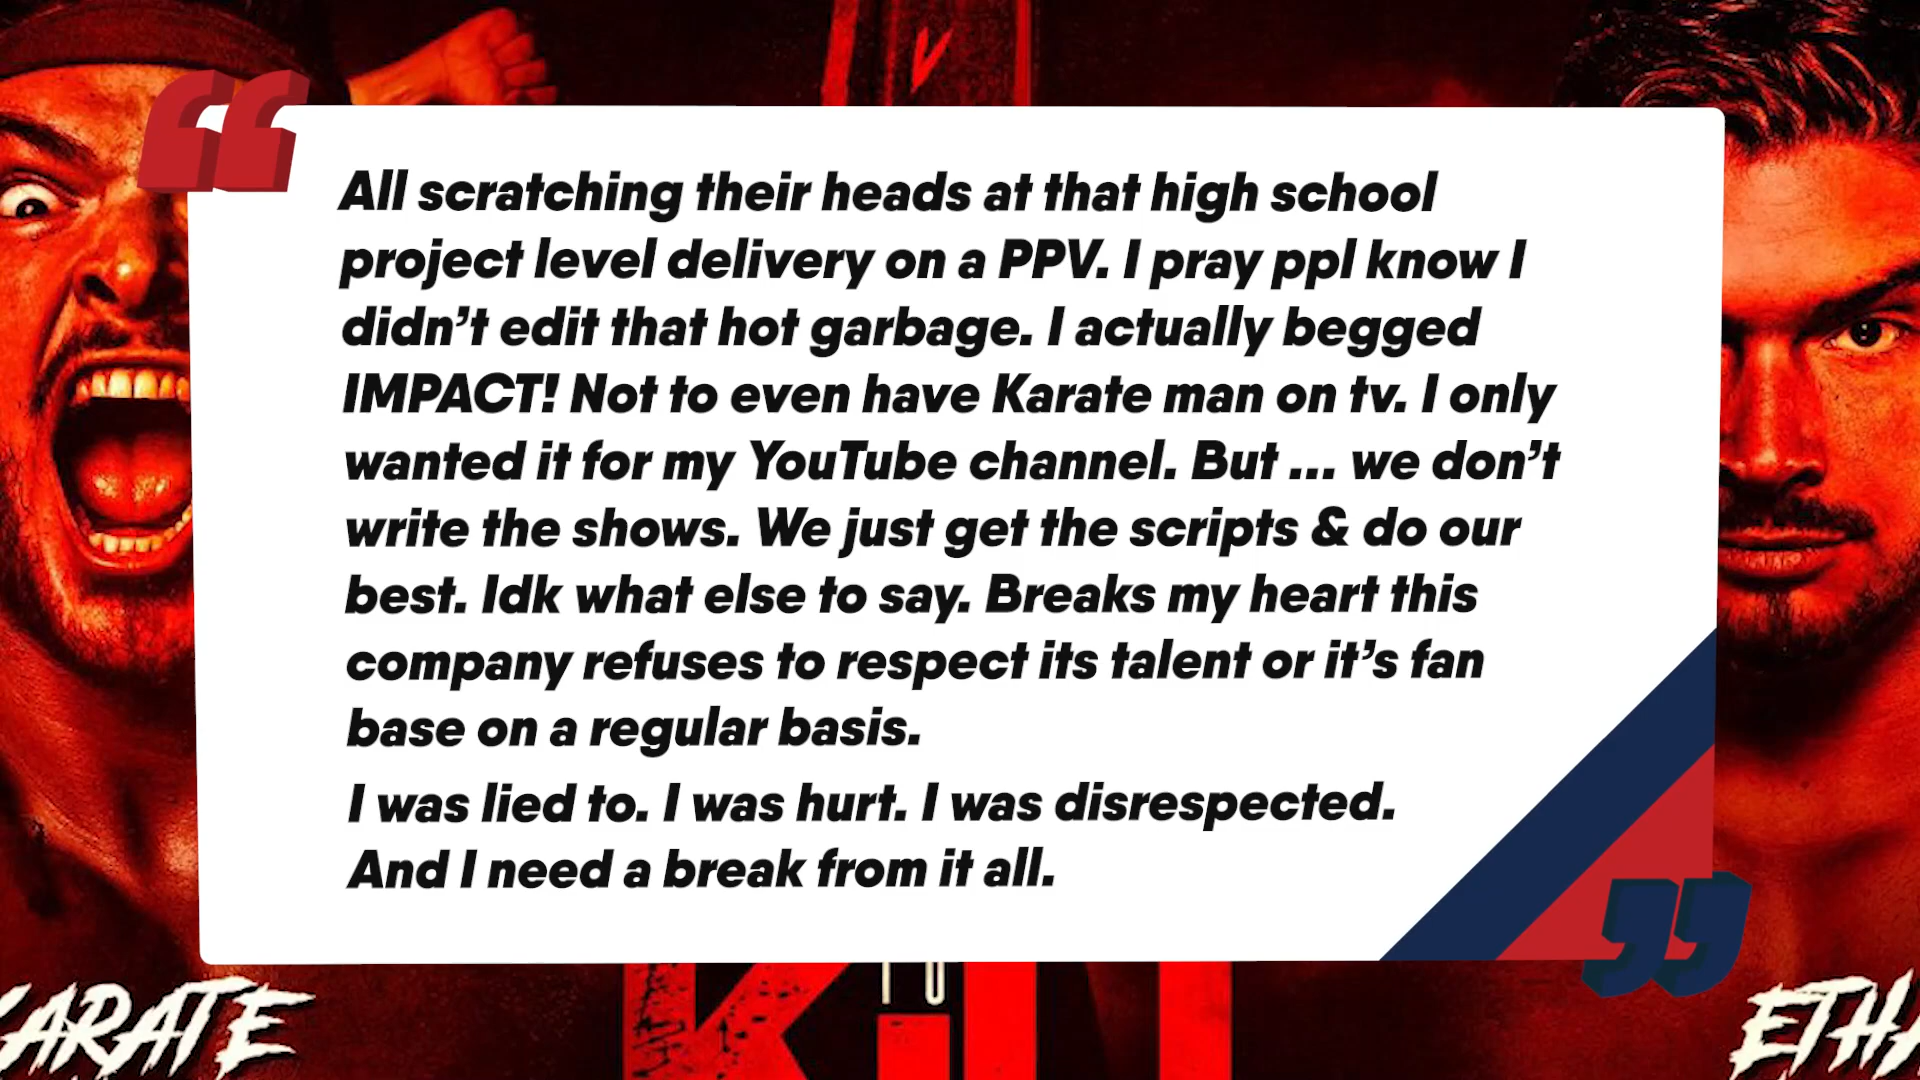 All scratching their heads at that high school
project level delivery on a PPV. I pray ppl know I
didn’t edit that hot garbage. I actually begged
IMPACT! Not to even have Karate man on tv. I only
wanted it for my YouTube channel. But ... we don’t
write the shows. We just get the scripts & do our
best. Idk what else to say. Breaks my heart this
company refuses to respect its talent or it’s fan
base on a regular basis.
I was lied to. I was hurt. I was disrespected.
And I need a break from it all.
TO
KARATE
KILL
ETHA